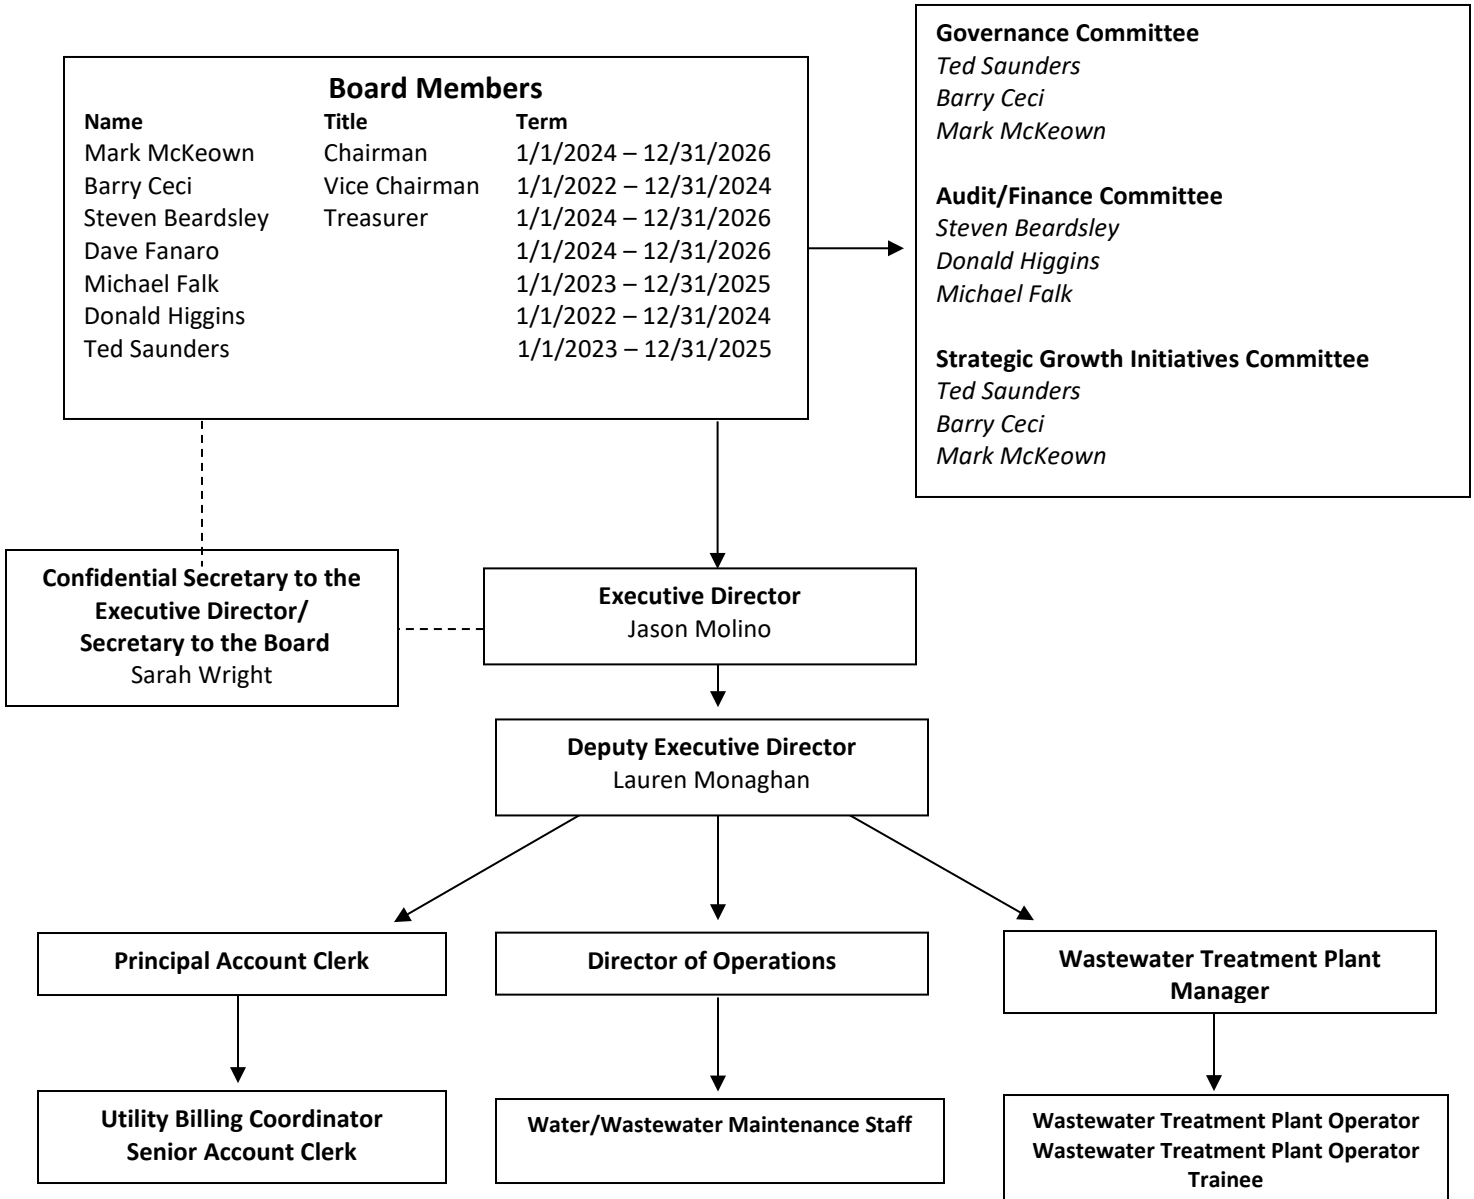 Board Members
Name Title Term
Mark McKeown Chairman 1/1/2024 – 12/31/2026
Barry Ceci Vice Chairman 1/1/2022 – 12/31/2024
Steven Beardsley Treasurer 1/1/2024 – 12/31/2026
Dave Fanaro 1/1/2024 – 12/31/2026
Michael Falk 1/1/2023 – 12/31/2025
Donald Higgins 1/1/2022 – 12/31/2024
Ted Saunders 1/1/2023 – 12/31/2025
Governance Committee
Ted Saunders
Barry Ceci
Mark McKeown
Audit/Finance Committee
Steven Beardsley
Donald Higgins
Michael Falk
Strategic Growth Initiatives Committee
Ted Saunders
Barry Ceci
Mark McKeown
Confidential Secretary to the
Executive Director/
Secretary to the Board
Sarah Wright
Executive Director
Jason Molino
Deputy Executive Director
Lauren Monaghan
Principal Account Clerk
Director of Operations
Wastewater Treatment Plant
Manager
Utility Billing Coordinator
Senior Account Clerk
Water/Wastewater Maintenance Staff
Wastewater Treatment Plant Operator
Wastewater Treatment Plant Operator
Trainee